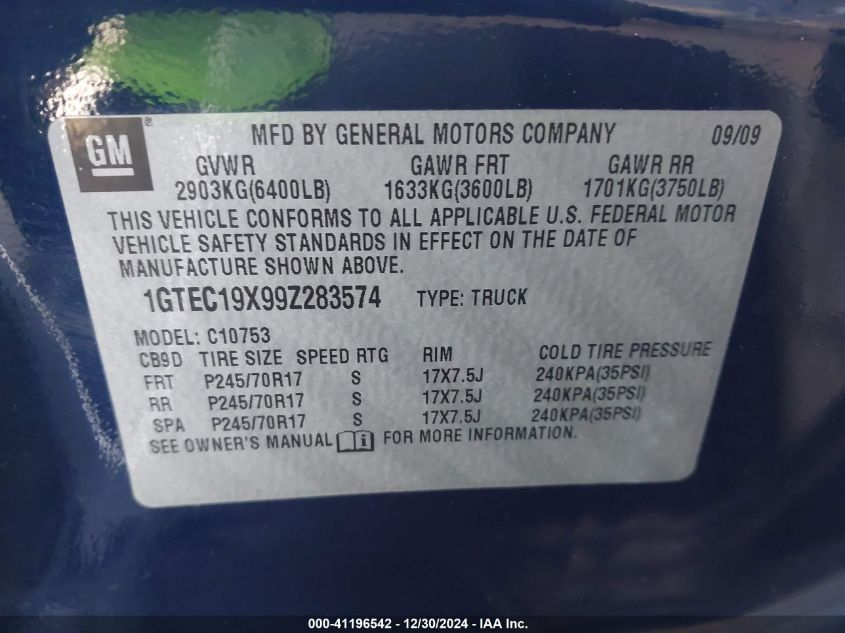 GM ® MFD BY GENERAL MOTORS COMPANY 09/09
GVWR GAWR FRT GAWR RR
2903KG(6400LB) 1633KG(3600LB) 1701KG(3750LB)
THIS VEHICLE CONFORMS TO ALL APPLICABLE U.S. FEDERAL MOTOR
VEHICLE SAFETY STANDARDS IN EFFECT ON THE DATE OF
MANUFACTURE SHOWN ABOVE.
1GTEC19X99Z283574 TYPE: TRUCK
MODEL: C10753
CB9D TIRE SIZE SPEED RTG RIM COLD TIRE PRESSURE
FRT P245/70R17 S 17X7.5J 240KPA(35PSI)
RR P245/70R17 S 17X7.5J 240KPA(35PSI)
SPA P245/70R17 S 17X7.5J 240KPA(35PSI)
SEE OWNER'S MANUAL FOR MORE INFORMATION.
000-41196542 - 12/30/2024 - IAA Inc.